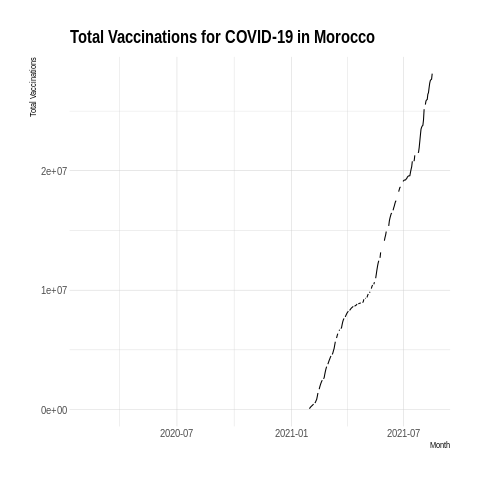 Total Vaccinations for COVID-19 in Morocco
Total Vaccinations
2e+07
1e+07
0e+00
2020-07
2021-01
2021-07
Month